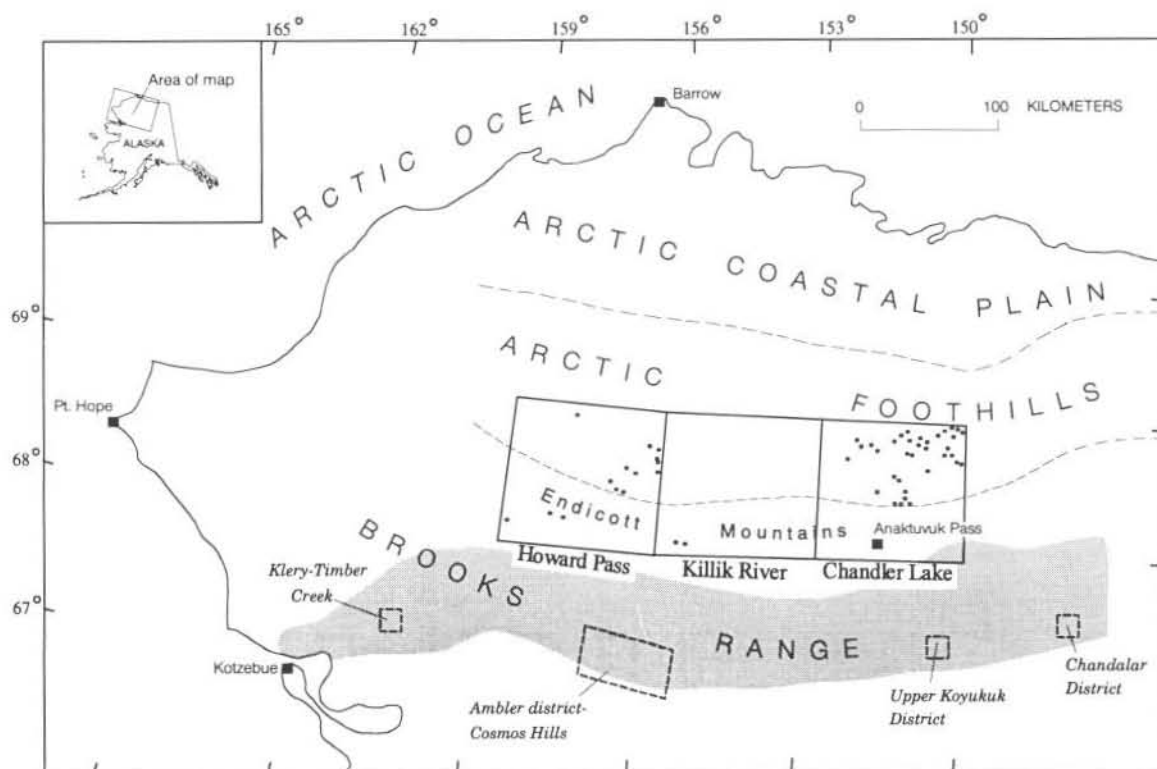 165°
162°
159°
156°
153°
150°
Area of map
ALASKA
Barrow
0 100 KILOMETERS
ARCTIC OCEAN
ARCTIC COASTAL PLAIN
69°
ARCTIC
FOOTHILLS
Pt. Hope
68°
Endicott
Mountains
Anaktuvuk Pass
Howard Pass
Killik River
Chandler Lake
BROOKS
RANGE
Klery-Timber
Creek
67°
Kotzebue
Ambler district-
Cosmos Hills
Upper Koyukuk
District
Chandalar
District